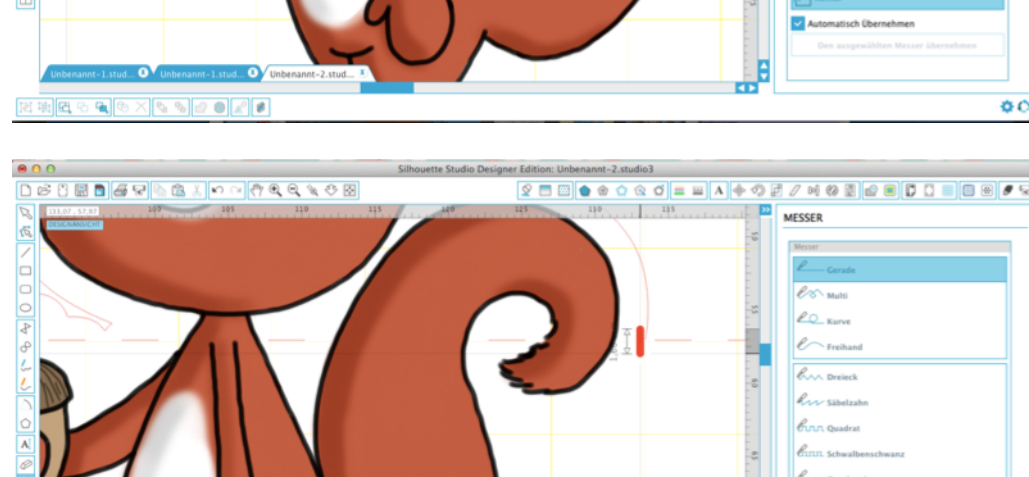 Automatisch Übernehmen
Den ausgewählten Messer übernehmen
Unbenannt-1.stud... X Unbenannt-1.stud... X Unbenannt-2.stud... X
Silhouette Studio Designer Edition: Unbenannt-2.studio3
DESIGNANSICHT
MESSER
Messer
Gerade
Multi
Kurve
Freihand
Dreieck
Säbelzahn
Quadrat
Schwalbenschwanz